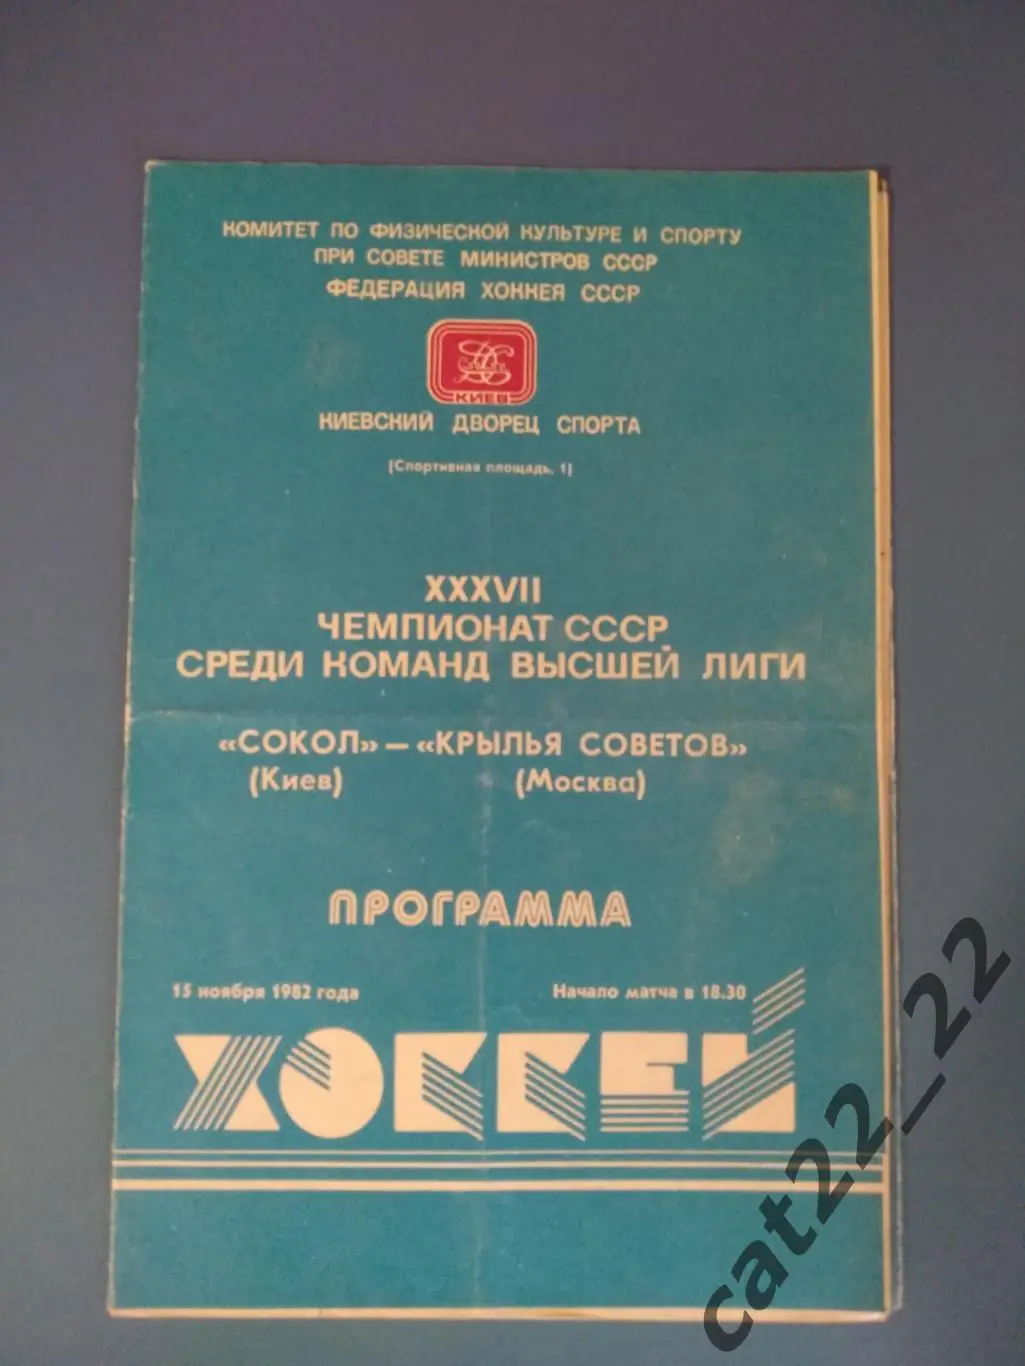 КОМИТЕТ ПО ФИЗИЧЕСКОЙ КУЛЬТУРЕ И СПОРТУ
ПРИ СОВЕТЕ МИНИСТРОВ СССР
ФЕДЕРАЦИЯ ХОККЕЯ СССР
КИЕВ
КИЕВСКИЙ ДВОРЕЦ СПОРТА
[Спортивная площадь, 1]
XXXVII
ЧЕМПИОНАТ СССР
СРЕДИ КОМАНД ВЫСШЕЙ ЛИГИ
«СОКОЛ» — «КРЫЛЬЯ СОВЕТОВ»
(Киев) (Москва)
ПРОГРАММА
15 ноября 1982 года Начало матча в 18.30
ХОККЕЙ
cat22_22